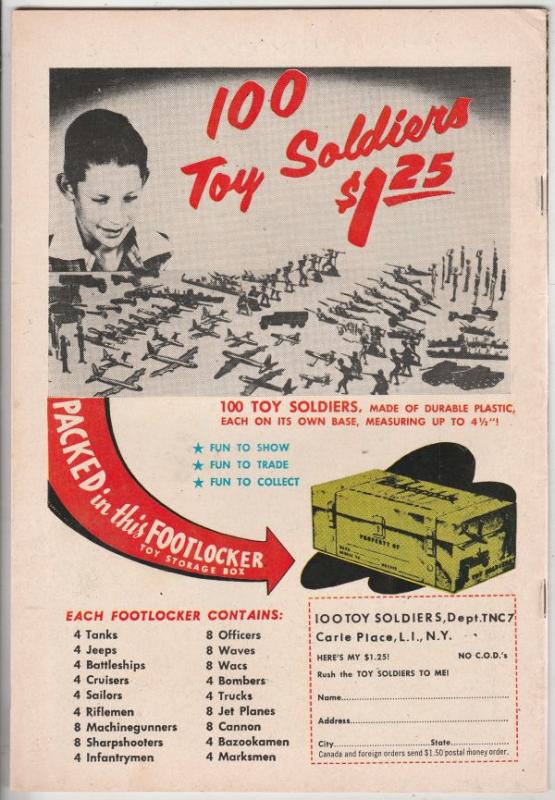 100
Toy Soldiers
$1.25
100 TOY SOLDIERS, MADE OF DURABLE PLASTIC,
EACH ON ITS OWN BASE, MEASURING UP TO 4½"!
★ FUN TO SHOW
★ FUN TO TRADE
★ FUN TO COLLECT
PACKED in this FOOTLOCKER
TOY STORAGE BOX
PROPERTY OF
TOY SOLDIERS
EACH FOOTLOCKER CONTAINS:
4 Tanks
4 Jeeps
4 Battleships
4 Cruisers
4 Sailors
4 Riflemen
8 Machinegunners
8 Sharpshooters
4 Infantrymen
8 Officers
8 Waves
8 Wacs
4 Bombers
4 Trucks
8 Jet Planes
8 Cannon
4 Bazookamen
4 Marksmen
100 TOY SOLDIERS, Dept. TNC7
Carle Place, L.I., N.Y.
HERE'S MY $1.25! NO C.O.D.'s
Rush the TOY SOLDIERS TO ME!
Name
Address
City State
Canada and foreign orders send $1.50 postal money order.